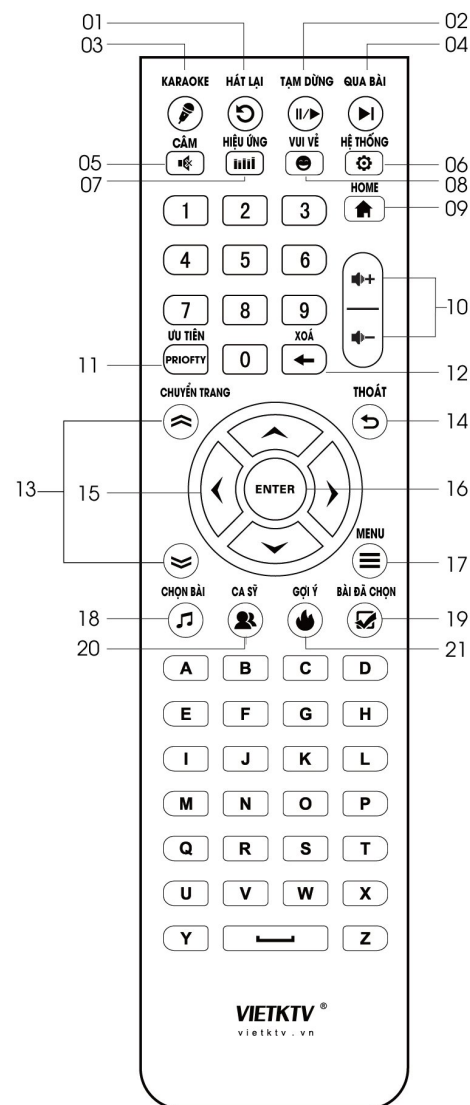 01 02
03 04
KARAOKE HÁT LẠI TẠM DỪNG QUA BÀI
CÂM HIỆU ỨNG VUI VẺ HỆ THỐNG
05 06
07 08
HOME
09
1 2 3
4 5 6
10
7 8 9
ƯU TIÊN XOÁ
11 PRIOFTY 0
12
CHUYỂN TRANG THOÁT
14
13 15 ENTER 16
MENU
17
CHỌN BÀI CA SỸ GỢI Ý BÀI ĐÃ CHỌN
18 19
20 21
A B C D
E F G H
I J K L
M N O P
Q R S T
U V W X
Y Z
VIETKTV ®
vietktv.vn